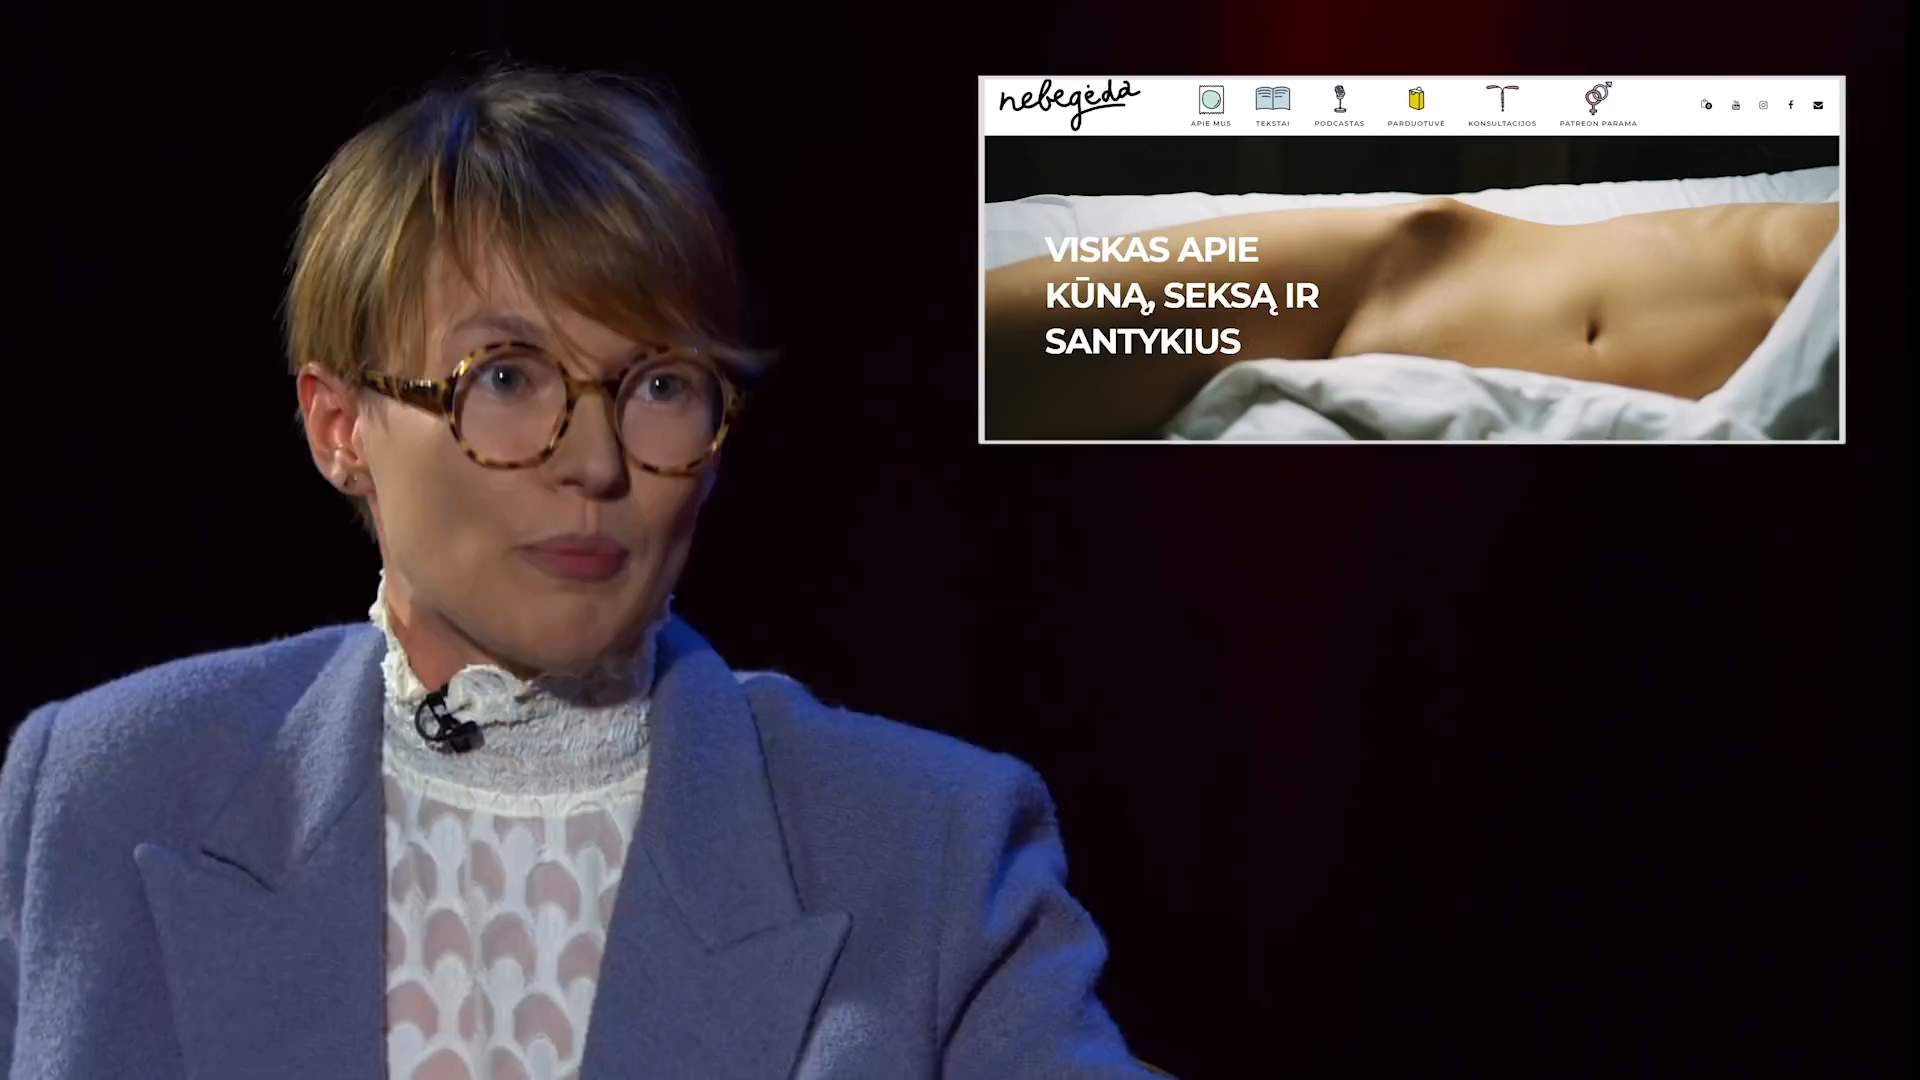 nebegėda
APIE MUS TEKSTAI PODCASTAS PARDUOTUVĖ KONSULTACIJOS PATREON PARAMA
VISKAS APIE
KŪNĄ, SEKSĄ IR
SANTYKIUS